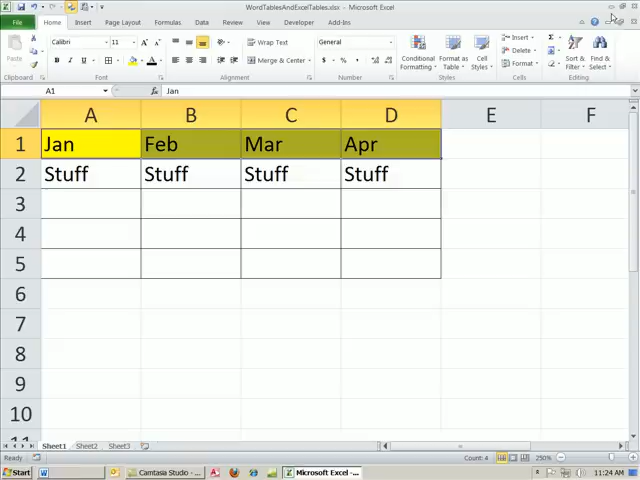 WordTablesAndExcelTables.xlsx - Microsoft Excel
File Home Insert Page Layout Formulas Data Review View Developer Add-Ins
Calibri 11 Wrap Text General Insert Σ
Paste B I U Merge & Center $ % , Conditional Formatting Format as Table Cell Styles Delete Sort & Filter Find & Select
Format
Clipboard Font Alignment Number Styles Cells Editing
A1 fx Jan
A B C D E F
1 Jan Feb Mar Apr
2 Stuff Stuff Stuff Stuff
3
4
5
6
7
8
9
10
11
Sheet1 Sheet2 Sheet3
Ready Count: 4 250%
Start Camtasia Studio - ... Microsoft Excel -... 11:24 AM